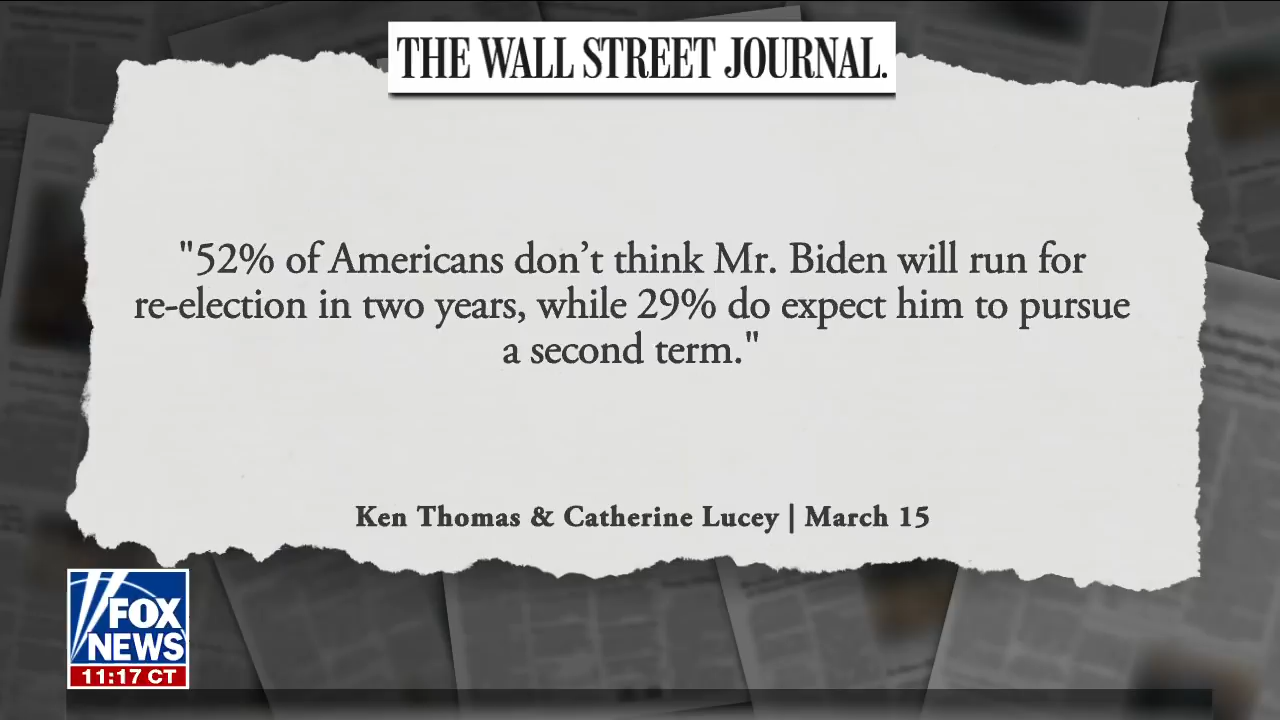 THE WALL STREET JOURNAL.
"52% of Americans don’t think Mr. Biden will run for
re-election in two years, while 29% do expect him to pursue
a second term."
Ken Thomas & Catherine Lucey | March 15
FOX
NEWS
11:17 CT